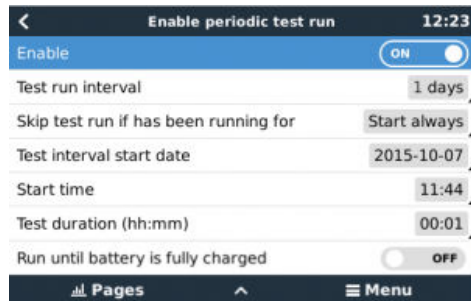 Enable periodic test run 12:23
Enable ON
Test run interval 1 days
Skip test run if has been running for Start always
Test interval start date 2015-10-07
Start time 11:44
Test duration (hh:mm) 00:01
Run until battery is fully charged OFF
Pages Menu